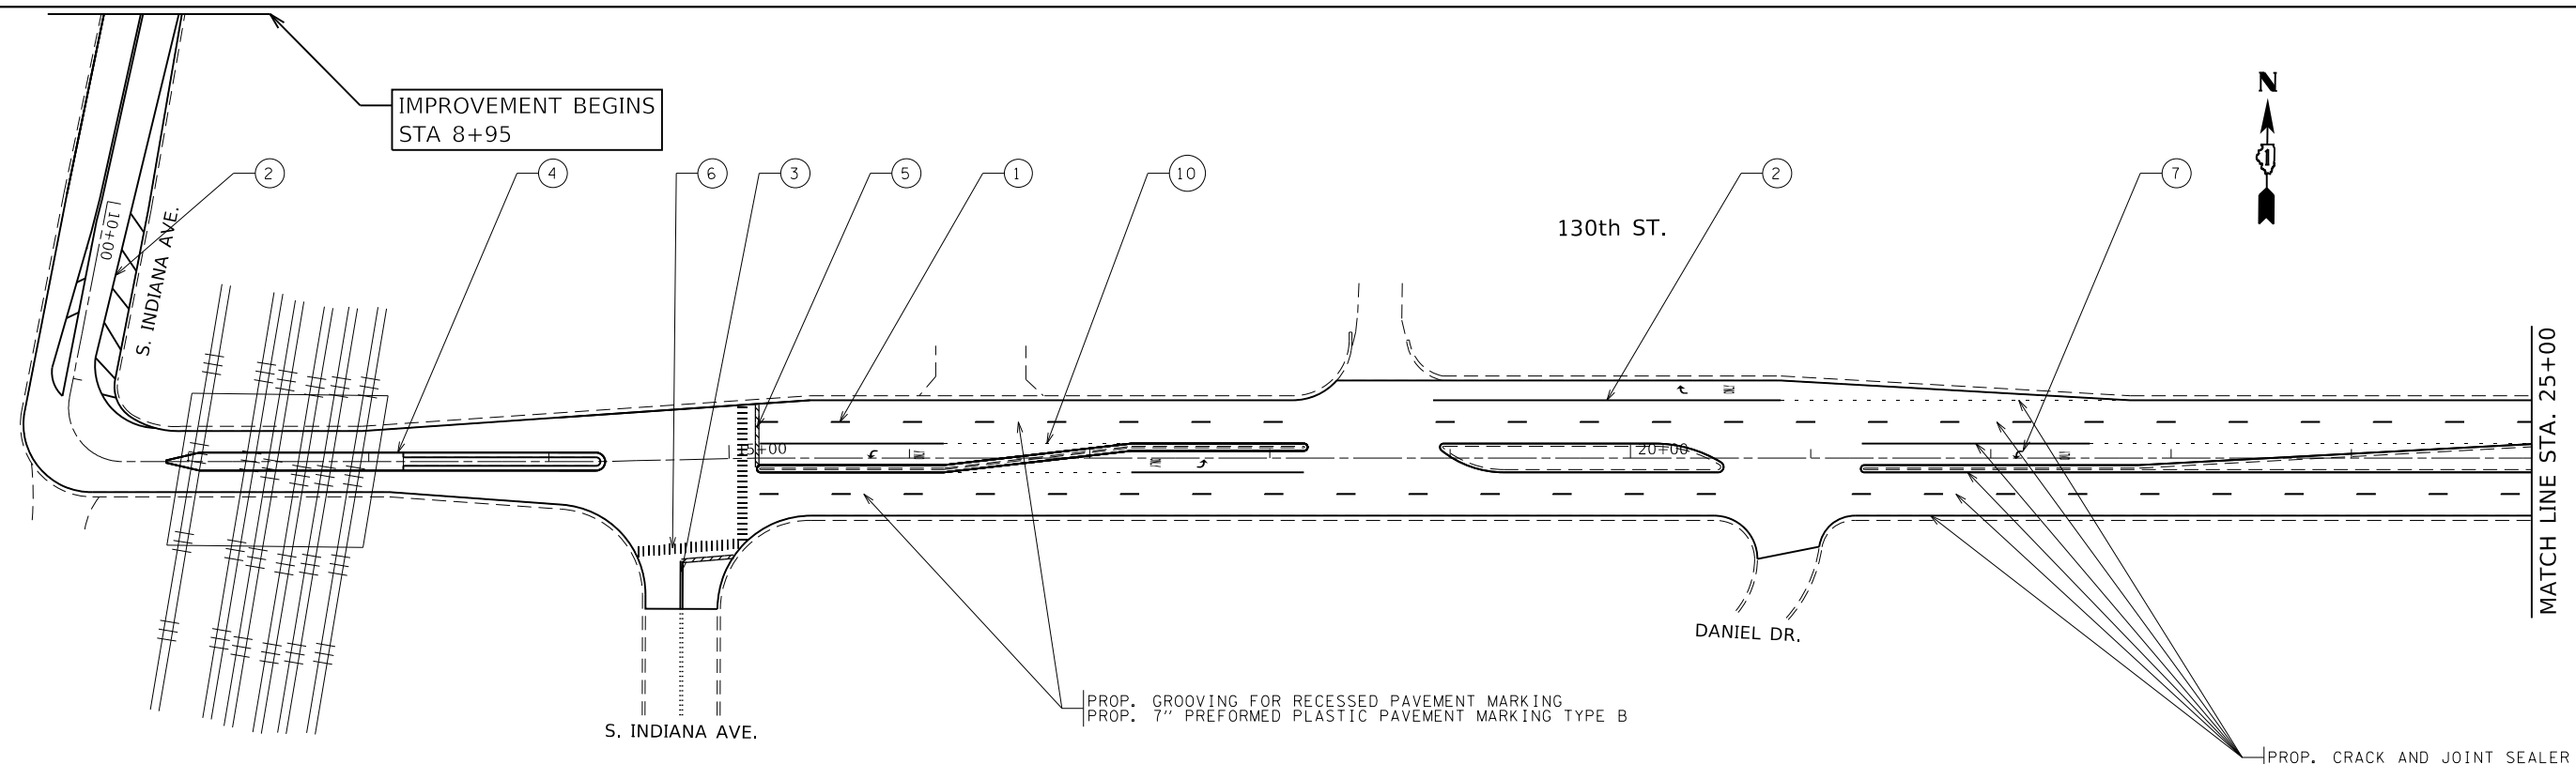 IMPROVEMENT BEGINS
STA 8+95
N
1
2
4
6
3
5
1
10
2
7
130th ST.
10+00
S. INDIANA AVE.
15+00
20+00
MATCH LINE STA. 25+00
DANIEL DR.
PROP. GROOVING FOR RECESSED PAVEMENT MARKING
PROP. 7" PREFORMED PLASTIC PAVEMENT MARKING TYPE B
S. INDIANA AVE.
PROP. CRACK AND JOINT SEALER